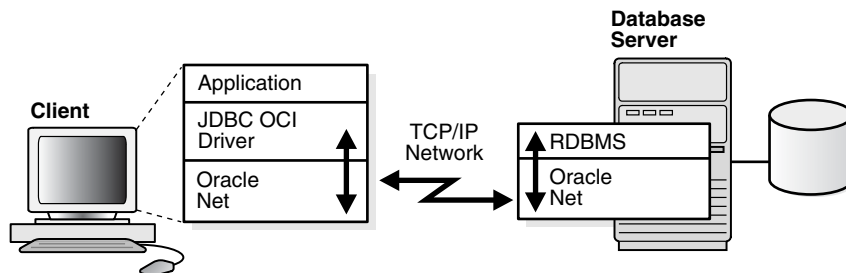 Client
Application
JDBC OCI
Driver
Oracle
Net
TCP/IP
Network
Database
Server
RDBMS
Oracle
Net